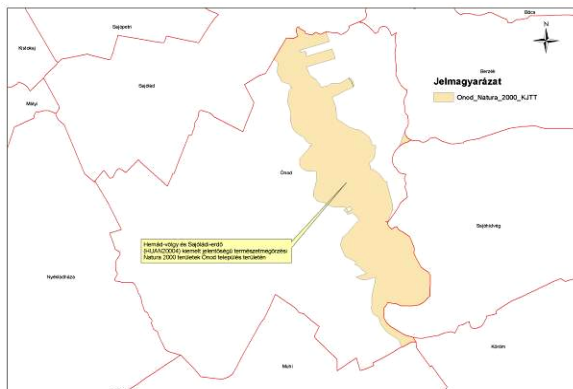 Bőcs
N
Sajópetri
Kistokaj
Berzék
Jelmagyarázat
Sajólád
Onod_Natura_2000_KJTT
Mályi
Ónod
Sajóhídvég
Hernád-völgy és Sajóládi-erdő
(HUAN20004) kiemelt jelentőségű természetmegőrzési
Natura 2000 területek Ónod település területén
Nyékládháza
Köröm
Muhi